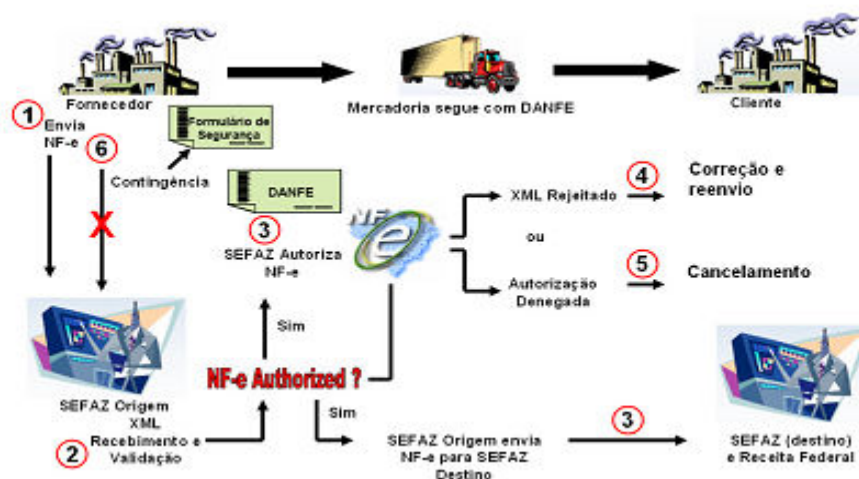 Fornecedor
Mercadoria segue com DANFE
Cliente
1
Envia
NF-e
6
Formulário de
Segurança
Contingência
DANFE
3
SEFAZ Autoriza
NF-e
NF-e
XML Rejeitado
4
Correção e
reenvio
ou
Autorização
Denegada
5
Cancelamento
X
Sim
NF-e Authorized ?
SEFAZ Origem
XML
2
Recebimento e
Validação
Sim
SEFAZ Origem envia
NF-e para SEFAZ
Destino
3
SEFAZ (destino)
e Receita Federal